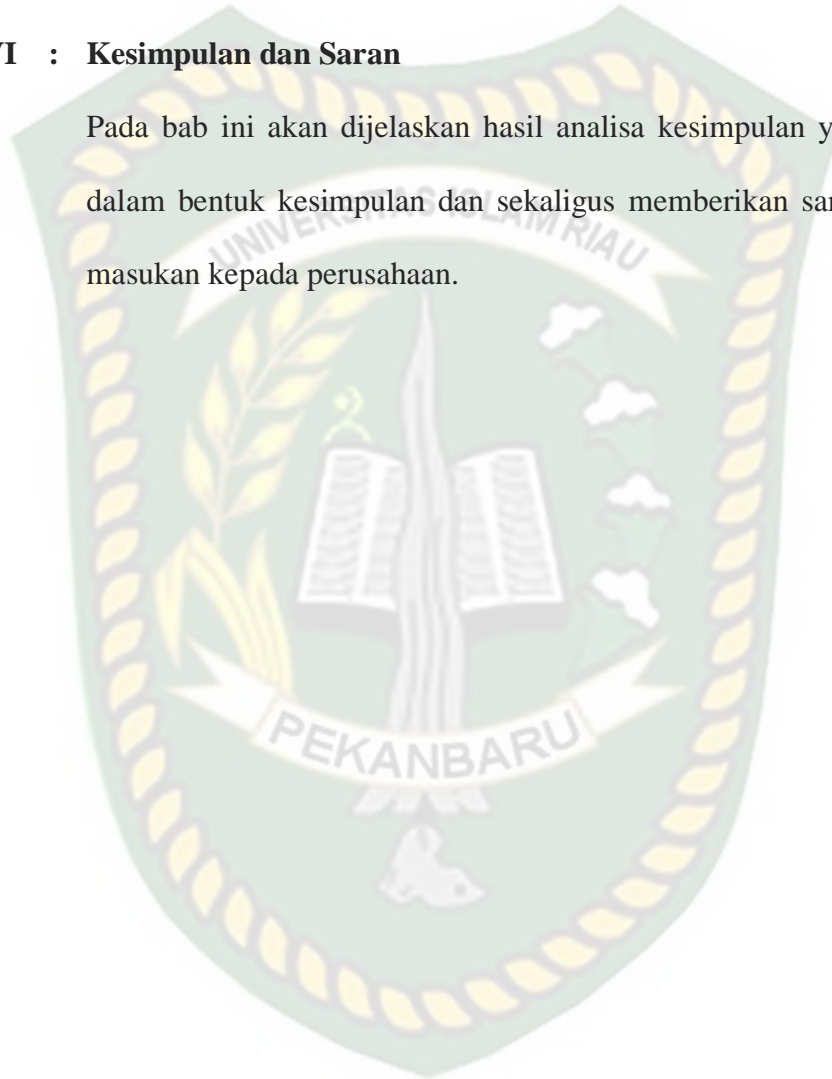 VI : Kesimpulan dan Saran
Pada bab ini akan dijelaskan hasil analisa kesimpulan
dalam bentuk kesimpulan dan sekaligus memberikan
masukan kepada perusahaan.
UNIVERSITAS ISLAM RIAU
PEKANBARU